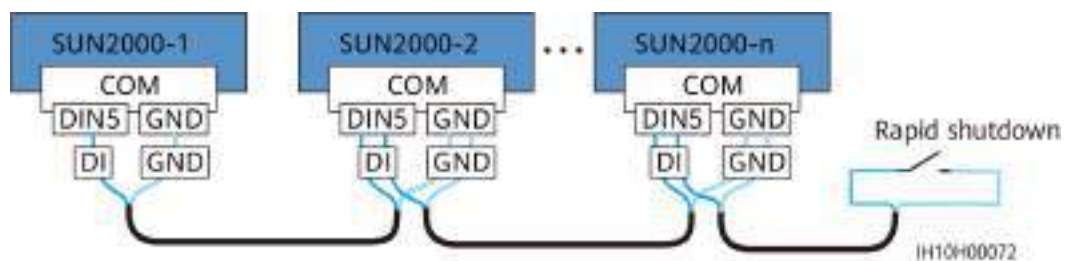 SUN2000-1
SUN2000-2
...
SUN2000-n
COM
COM
COM
DIN5 GND
DIN5 GND
DIN5 GND
Rapid shutdown
DI GND
DI GND
DI GND
IH10H00072